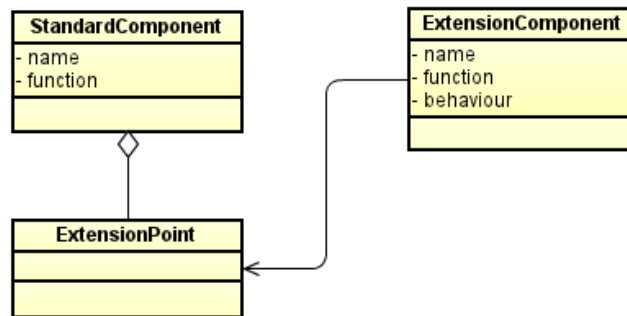 StandardComponent
- name
- function
ExtensionComponent
- name
- function
- behaviour
ExtensionPoint